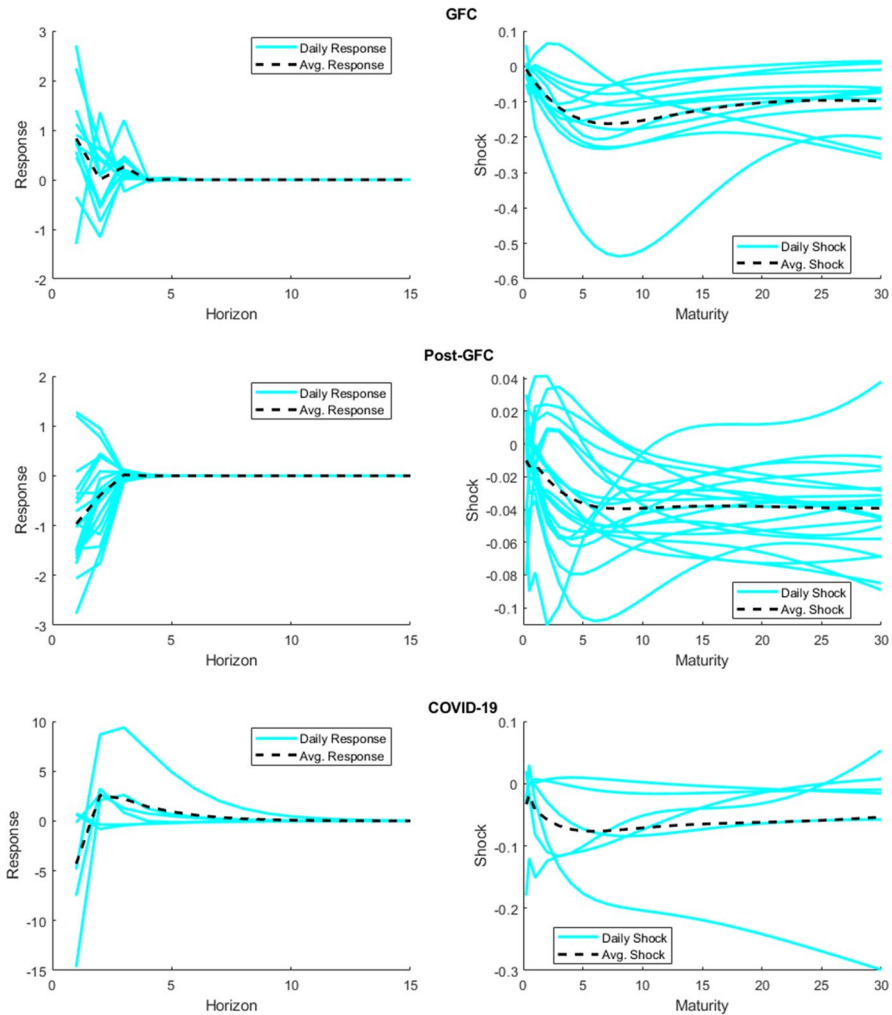 GFC
3
2
1
0
-1
-2
Response
0
5
10
15
Horizon
Daily Response
Avg. Response
0.1
0
-0.1
-0.2
-0.3
-0.4
-0.5
-0.6
Shock
0
5
10
15
20
25
30
Maturity
Daily Shock
Avg. Shock
Post-GFC
2
1
0
-1
-2
-3
Response
0
5
10
15
Horizon
Daily Response
Avg. Response
0.04
0.02
0
-0.02
-0.04
-0.06
-0.08
-0.1
Shock
0
5
10
15
20
25
30
Maturity
Daily Shock
Avg. Shock
COVID-19
10
5
0
-5
-10
-15
Response
0
5
10
15
Horizon
Daily Response
Avg. Response
0.1
0
-0.1
-0.2
-0.3
Shock
0
5
10
15
20
25
30
Maturity
Daily Shock
Avg. Shock